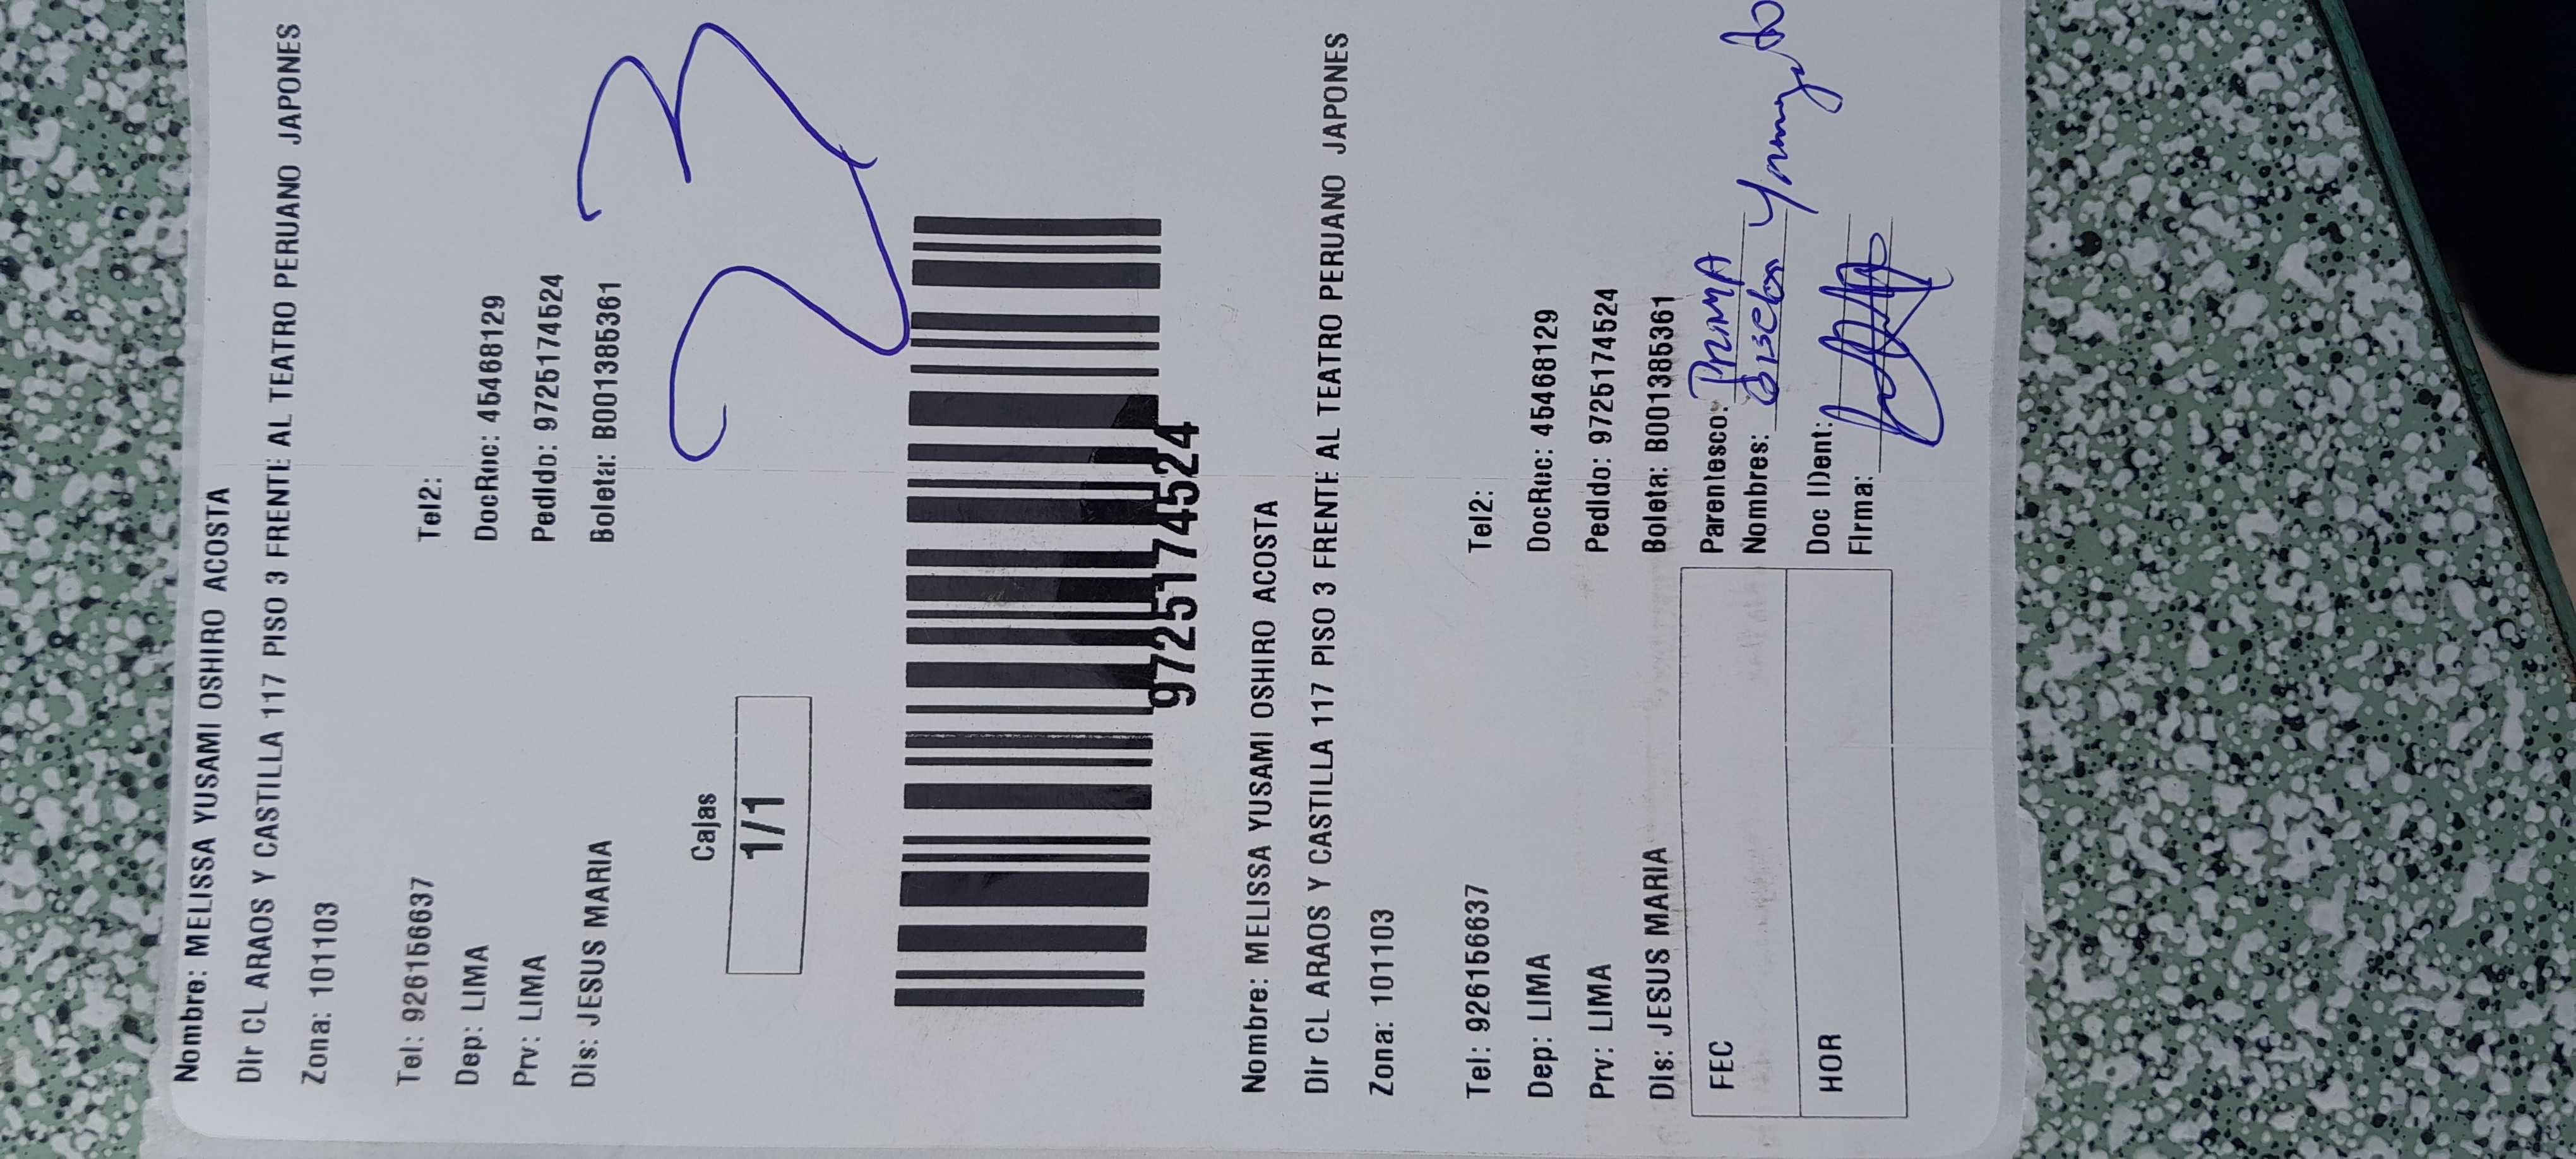 Nombre: MELISSA YUSAMI OSHIRO ACOSTA
Dir CL ARAOS Y CASTILLA 117 PISO 3 FRENTE AL TEATRO PERUANO JAPONES
Zona: 101103
Tel: 926156637 Tel2:
Dep: LIMA DocRuc: 45468129
Prv: LIMA Pedido: 97251174524
Dis: JESUS MARIA Boleta: B001385361
23
Cajas
1/1
97251174524
Nombre: MELISSA YUSAMI OSHIRO ACOSTA
Dir CL ARAOS Y CASTILLA 117 PISO 3 FRENTE AL TEATRO PERUANO JAPONES
Zona: 101103
Tel: 926156637 Tel2:
Dep: LIMA DocRuc: 45468129
Prv: LIMA Pedido: 97251174524
Dis: JESUS MARIA Boleta: B001385361
FEC Parentesco: PRIMA
Nombres:
HOR Doc IDent:
Firma: